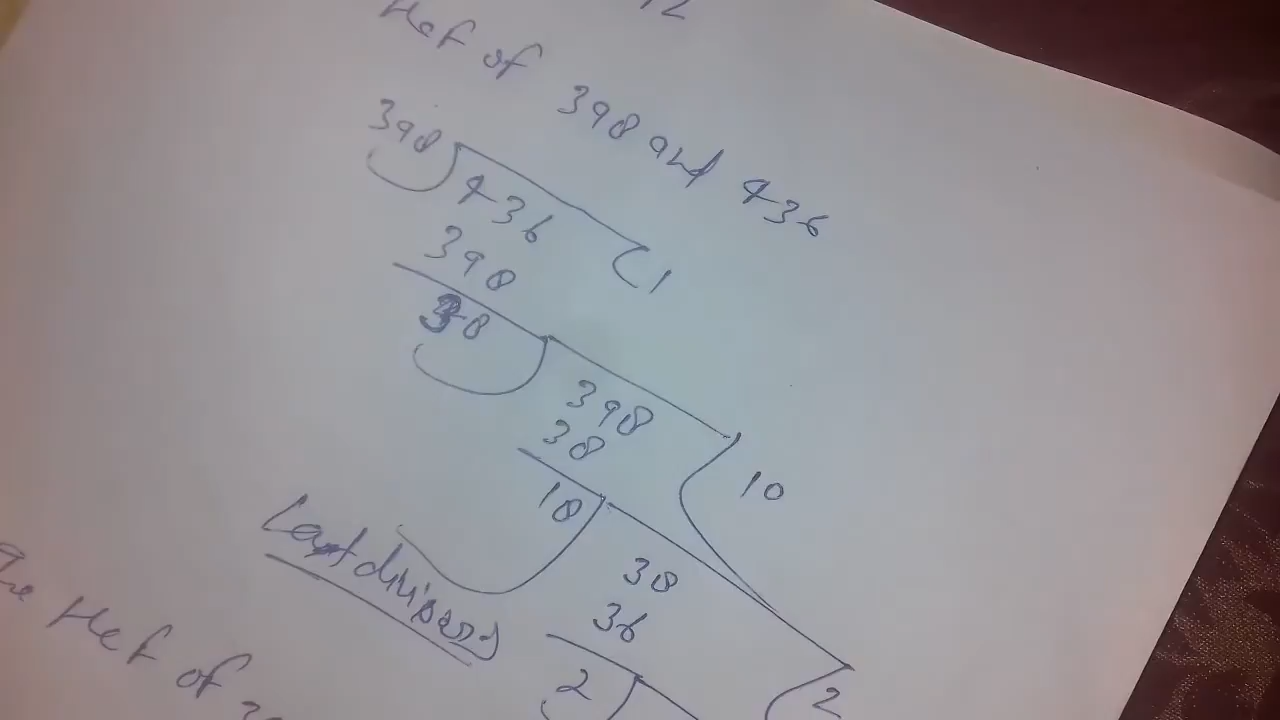 12
Hcf of 398 and 436
398 436 1
398
38 398 10
38
18 38 2
36
2
Last divisor
The Hcf of